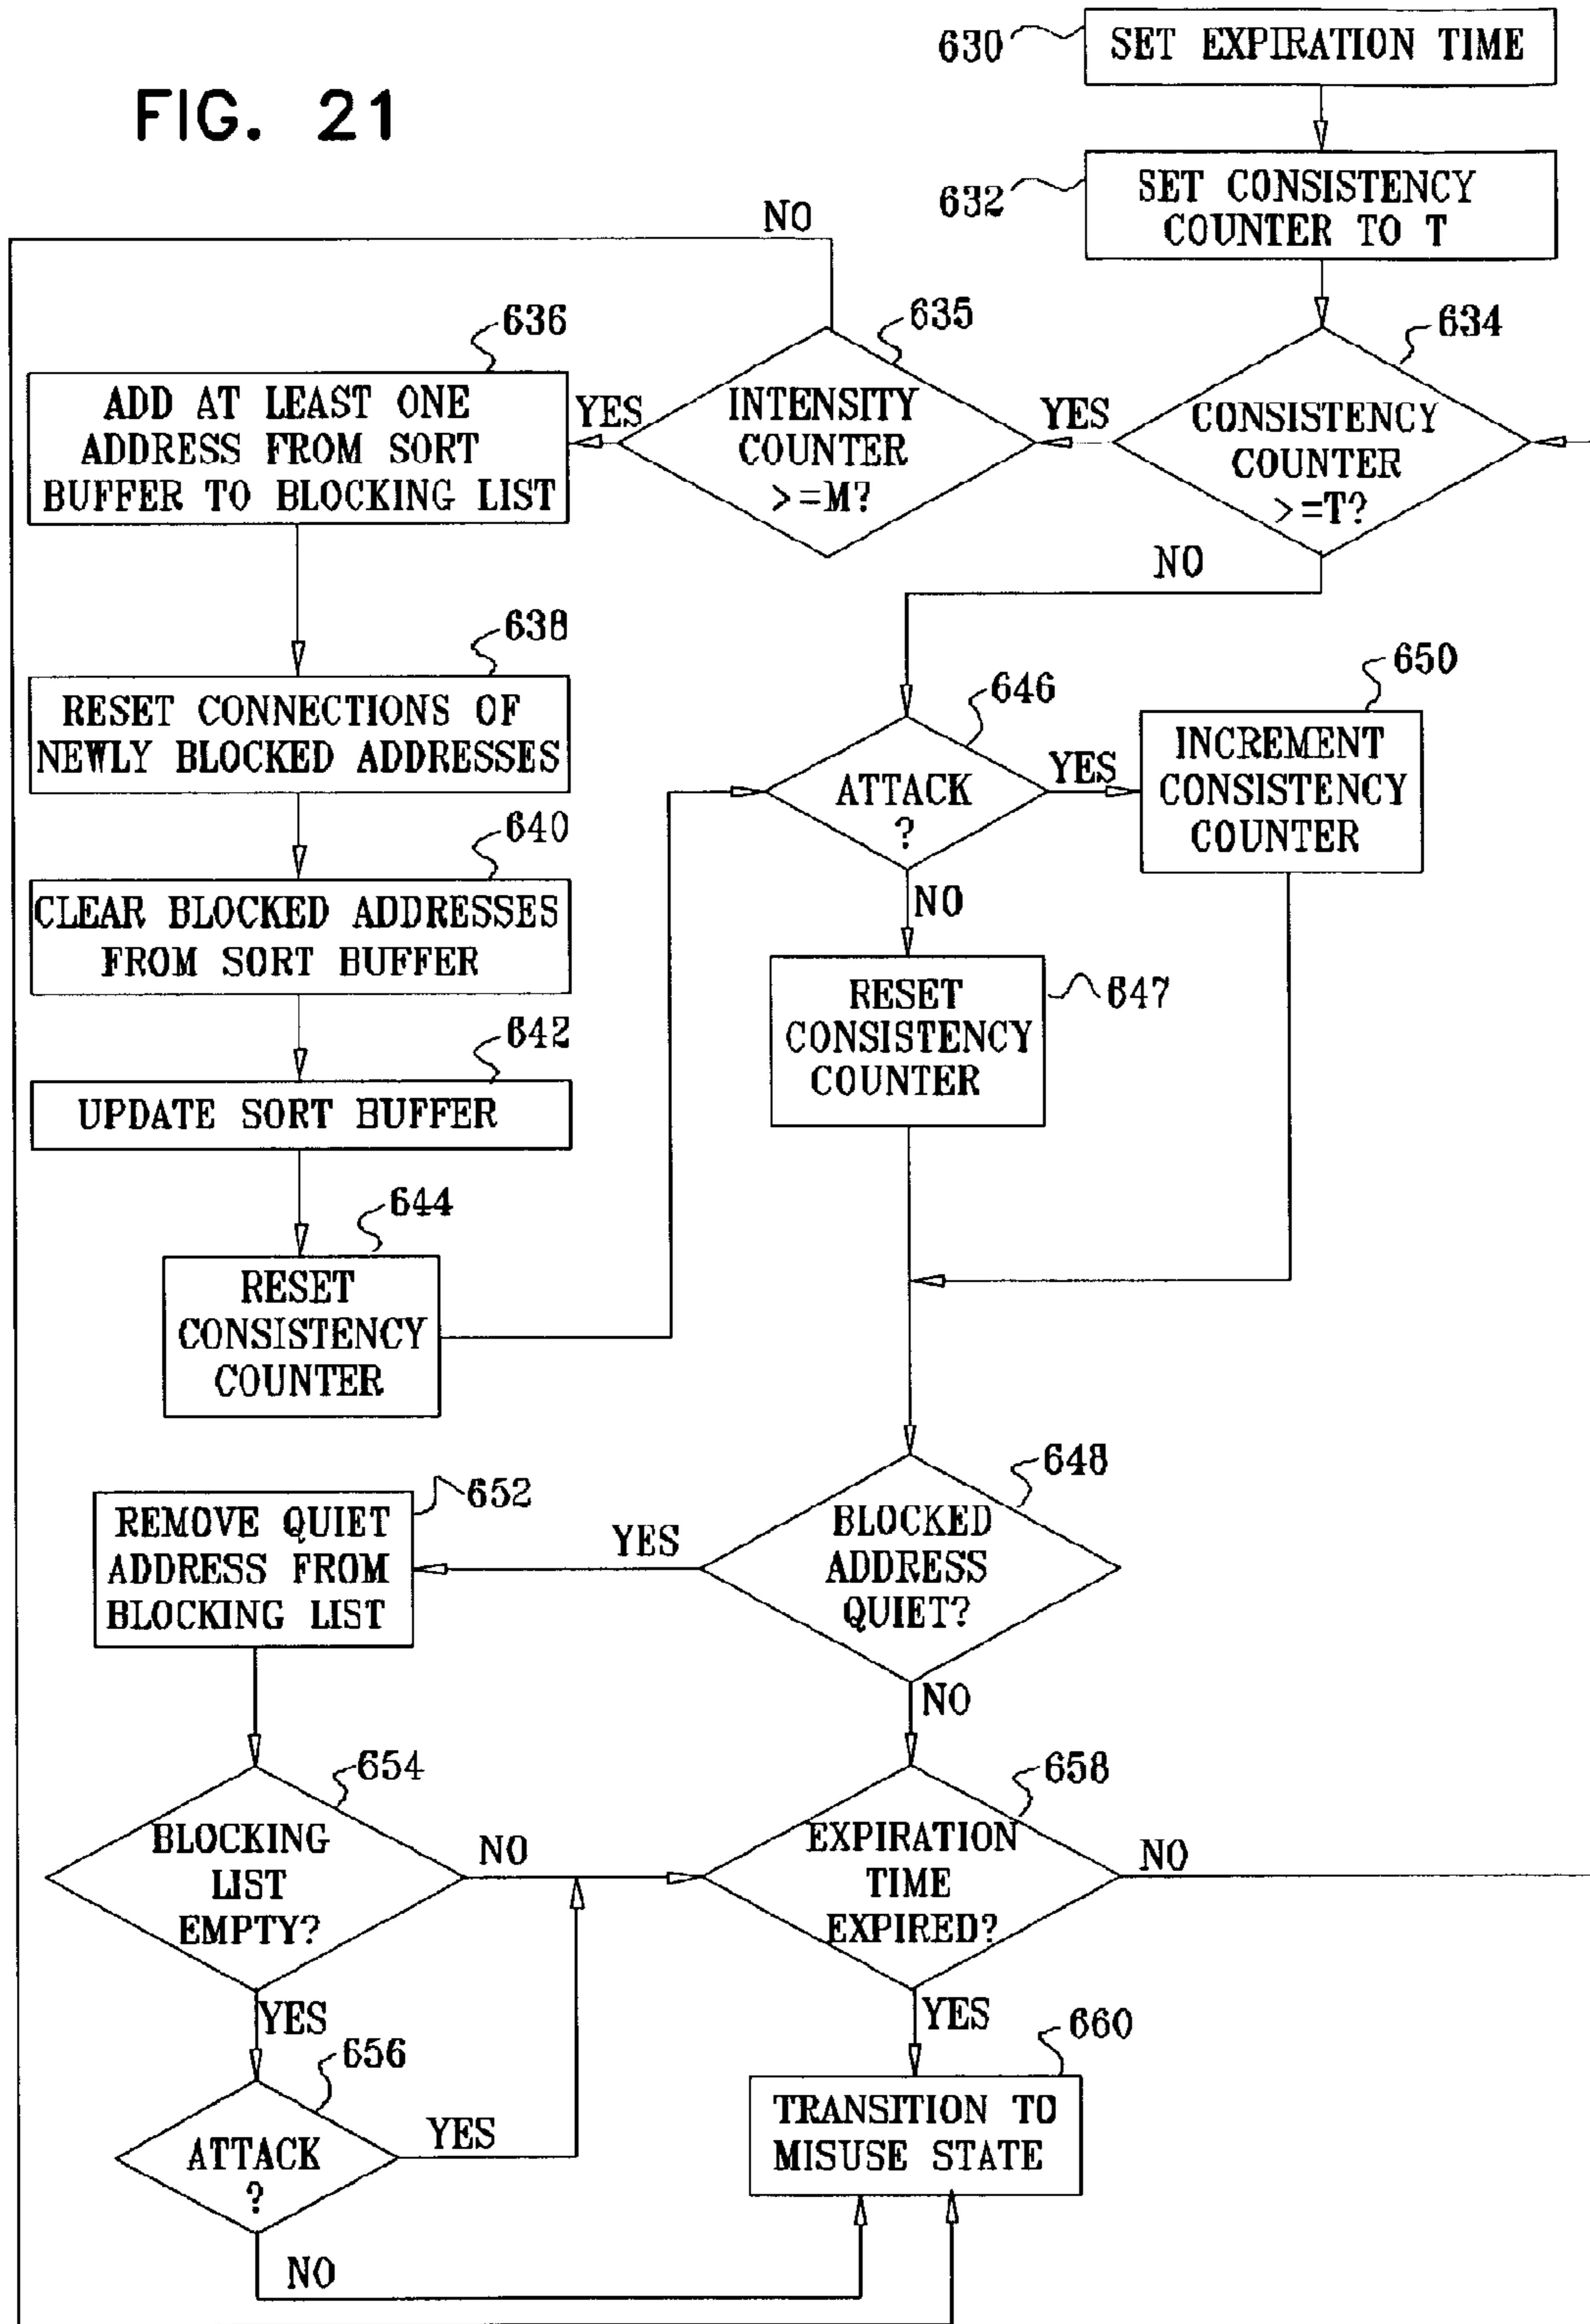 FIG. 21
630
SET EXPIRATION TIME
632
SET CONSISTENCY
COUNTER TO T
NO
634
CONSISTENCY
COUNTER
>=T?
YES
NO
635
INTENSITY
COUNTER
>=M?
YES
636
ADD AT LEAST ONE
ADDRESS FROM SORT
BUFFER TO BLOCKING LIST
638
RESET CONNECTIONS OF
NEWLY BLOCKED ADDRESSES
640
CLEAR BLOCKED ADDRESSES
FROM SORT BUFFER
642
UPDATE SORT BUFFER
644
RESET
CONSISTENCY
COUNTER
646
ATTACK
?
YES
NO
650
INCREMENT
CONSISTENCY
COUNTER
647
RESET
CONSISTENCY
COUNTER
648
BLOCKED
ADDRESS
QUIET?
YES
NO
652
REMOVE QUIET
ADDRESS FROM
BLOCKING LIST
654
BLOCKING
LIST
EMPTY?
NO
YES
656
ATTACK
?
YES
NO
658
EXPIRATION
TIME
EXPIRED?
NO
YES
660
TRANSITION TO
MISUSE STATE